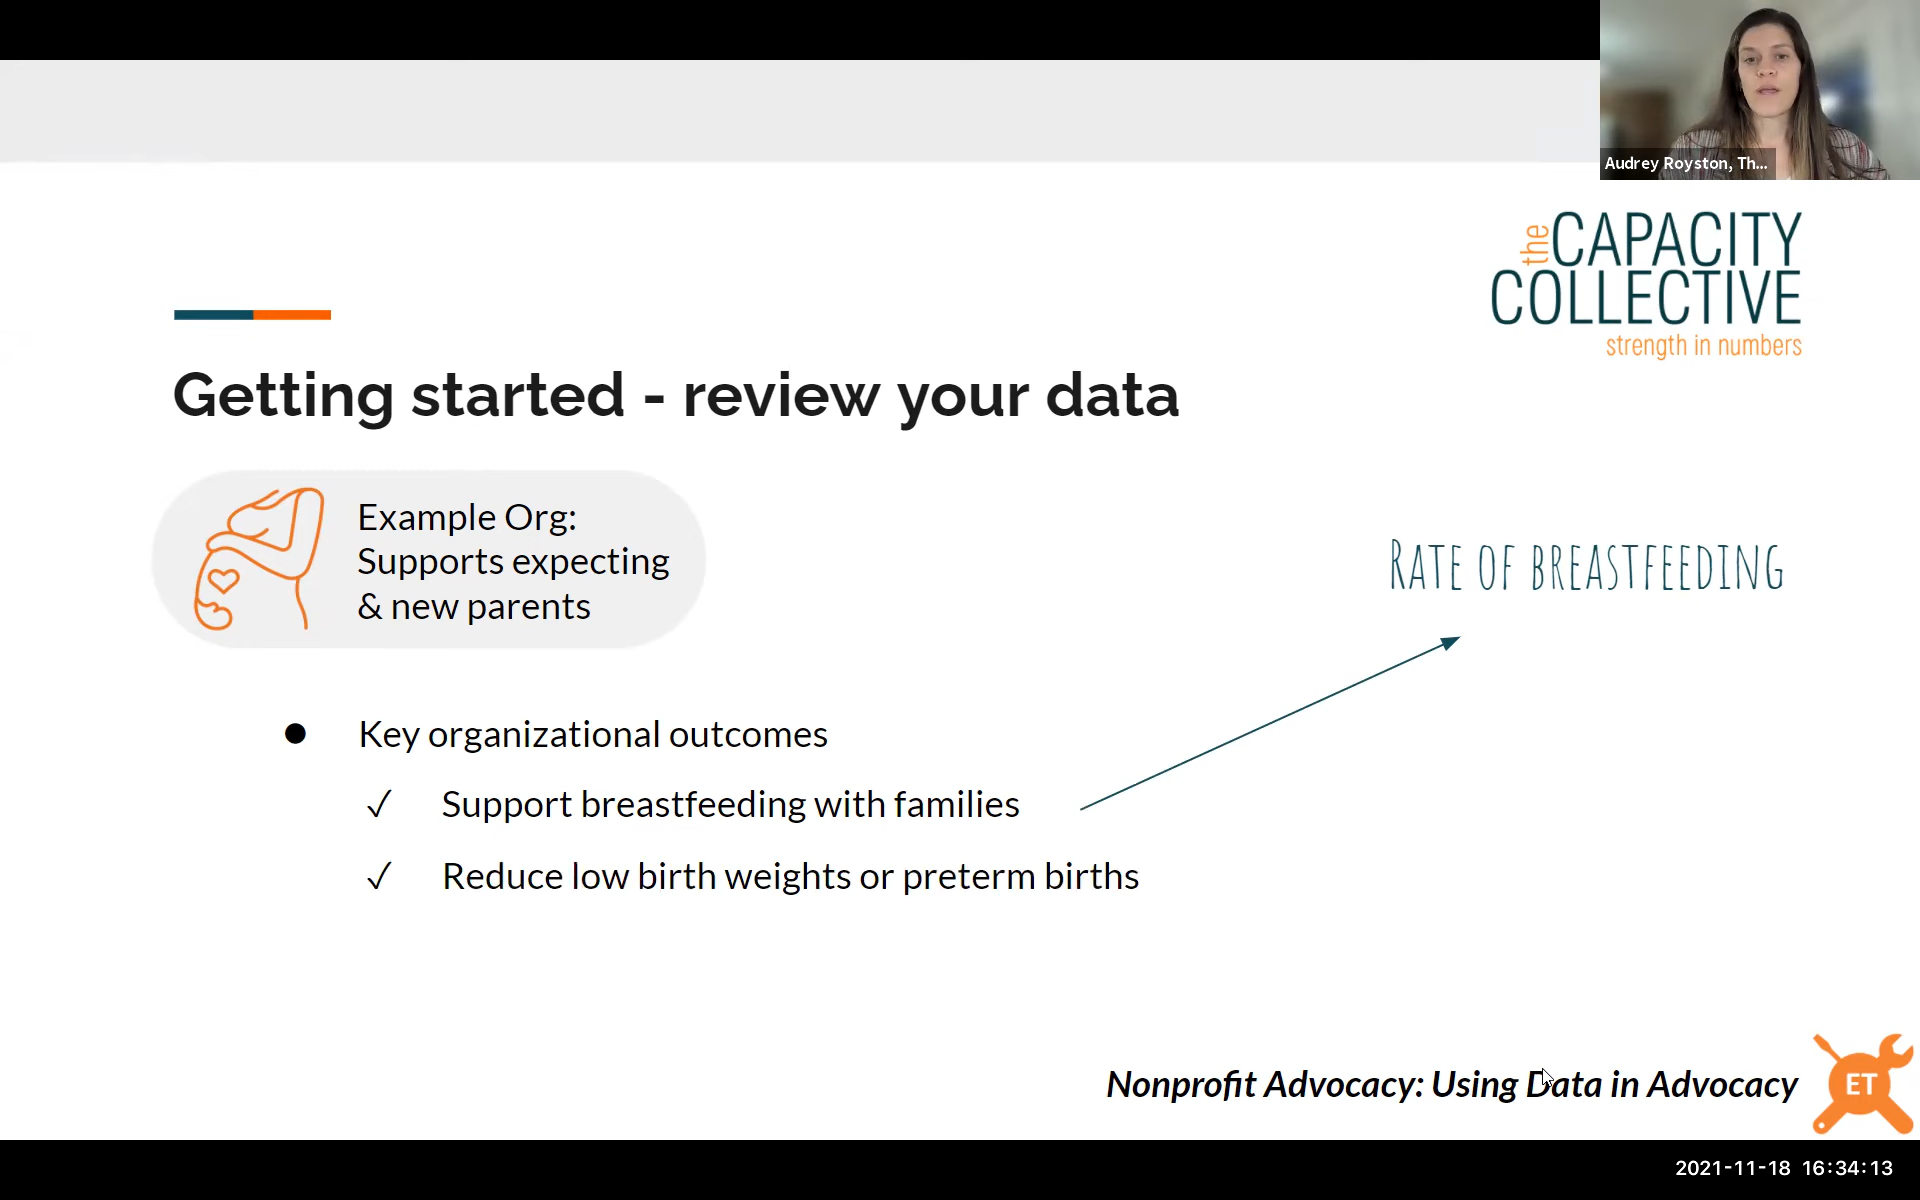 Audrey Royston, Th...
the CAPACITY
COLLECTIVE
strength in numbers
Getting started - review your data
Example Org:
Supports expecting
& new parents
RATE OF BREASTFEEDING
● Key organizational outcomes
✓ Support breastfeeding with families
✓ Reduce low birth weights or preterm births
Nonprofit Advocacy: Using Data in Advocacy
ET
2021-11-18 16:34:13